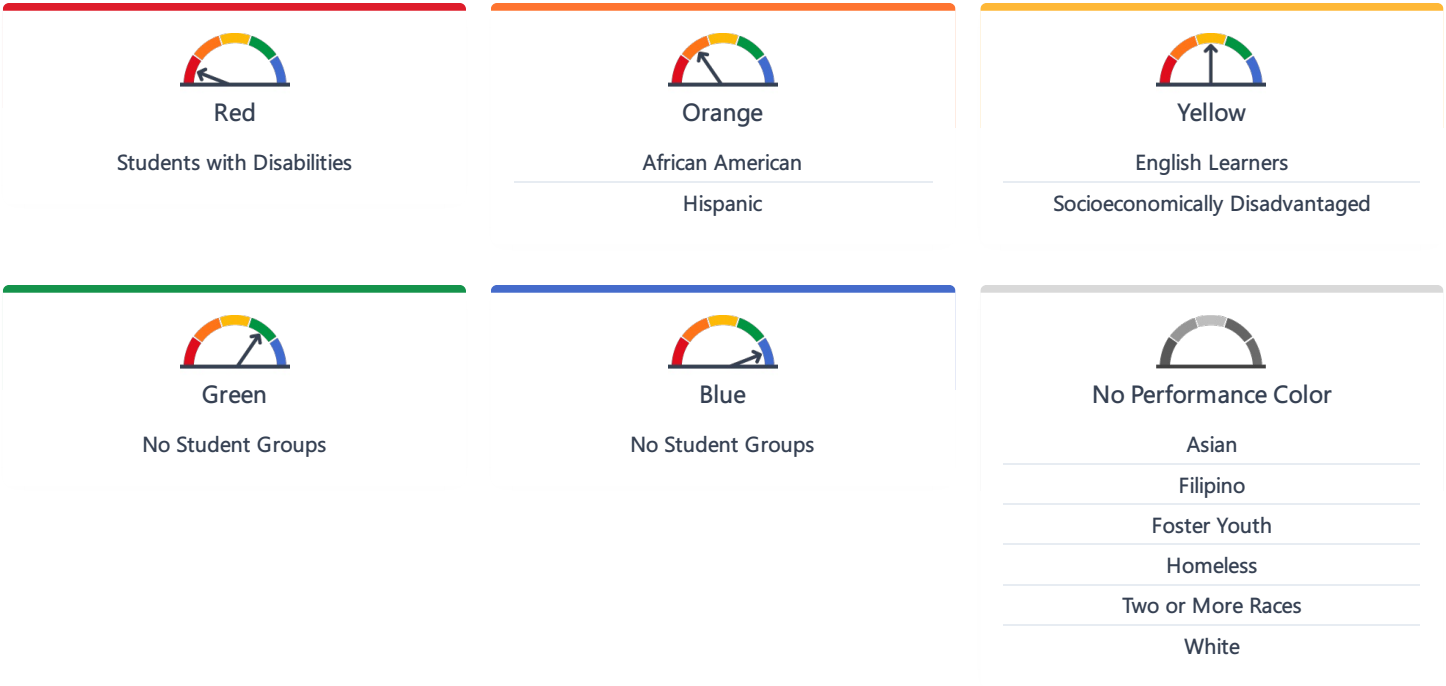 Red
Students with Disabilities
Orange
African American
Hispanic
Yellow
English Learners
Socioeconomically Disadvantaged
Green
No Student Groups
Blue
No Student Groups
No Performance Color
Asian
Filipino
Foster Youth
Homeless
Two or More Races
White